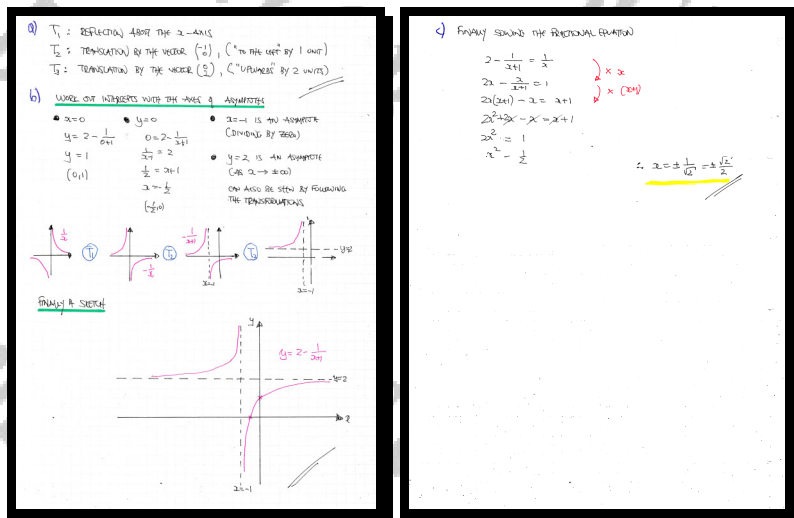 a) T₁ : REFLECTION ABOUT THE x-AXIS
T₂ : TRANSLATION BY THE VECTOR (-1 0), ("TO THE LEFT" BY 1 UNIT)
T₃ : TRANSLATION BY THE VECTOR (0 2), ("UPWARDS" BY 2 UNITS)
b) WORK OUT INTERCEPTS WITH THE AXES & ASYMPTOTES
• x=0
y = 2 - 1/(0+1)
y = 1
(0,1)
• y=0
0 = 2 - 1/(x+1)
1/(x+1) = 2
1/2 = x+1
x = -1/2
(-1/2, 0)
• x=-1 IS AN ASYMPTOTE
(DIVIDING BY ZERO)
• y=2 IS AN ASYMPTOTE
(AS x → ±∞)
CAN ALSO BE SEEN BY FOLLOWING
THE TRANSFORMATIONS
1/x
T₁
-1/x
T₂
-1/(x+1)
x=-1
T₃
y=2
x=-1
FINALLY A SKETCH
y
y = 2 - 1/(x+1)
y=2
x
x=-1
c) FINALLY SOLVING THE FRACTIONAL EQUATION
2 - 1/(x+1) = 1/x
2x - x/(x+1) = 1
2x(x+1) - x = x+1
2x² + 2x - x = x + 1
2x² = 1
x² = 1/2
× x
× (x+1)
∴ x = ± 1/√2 = ± √2/2